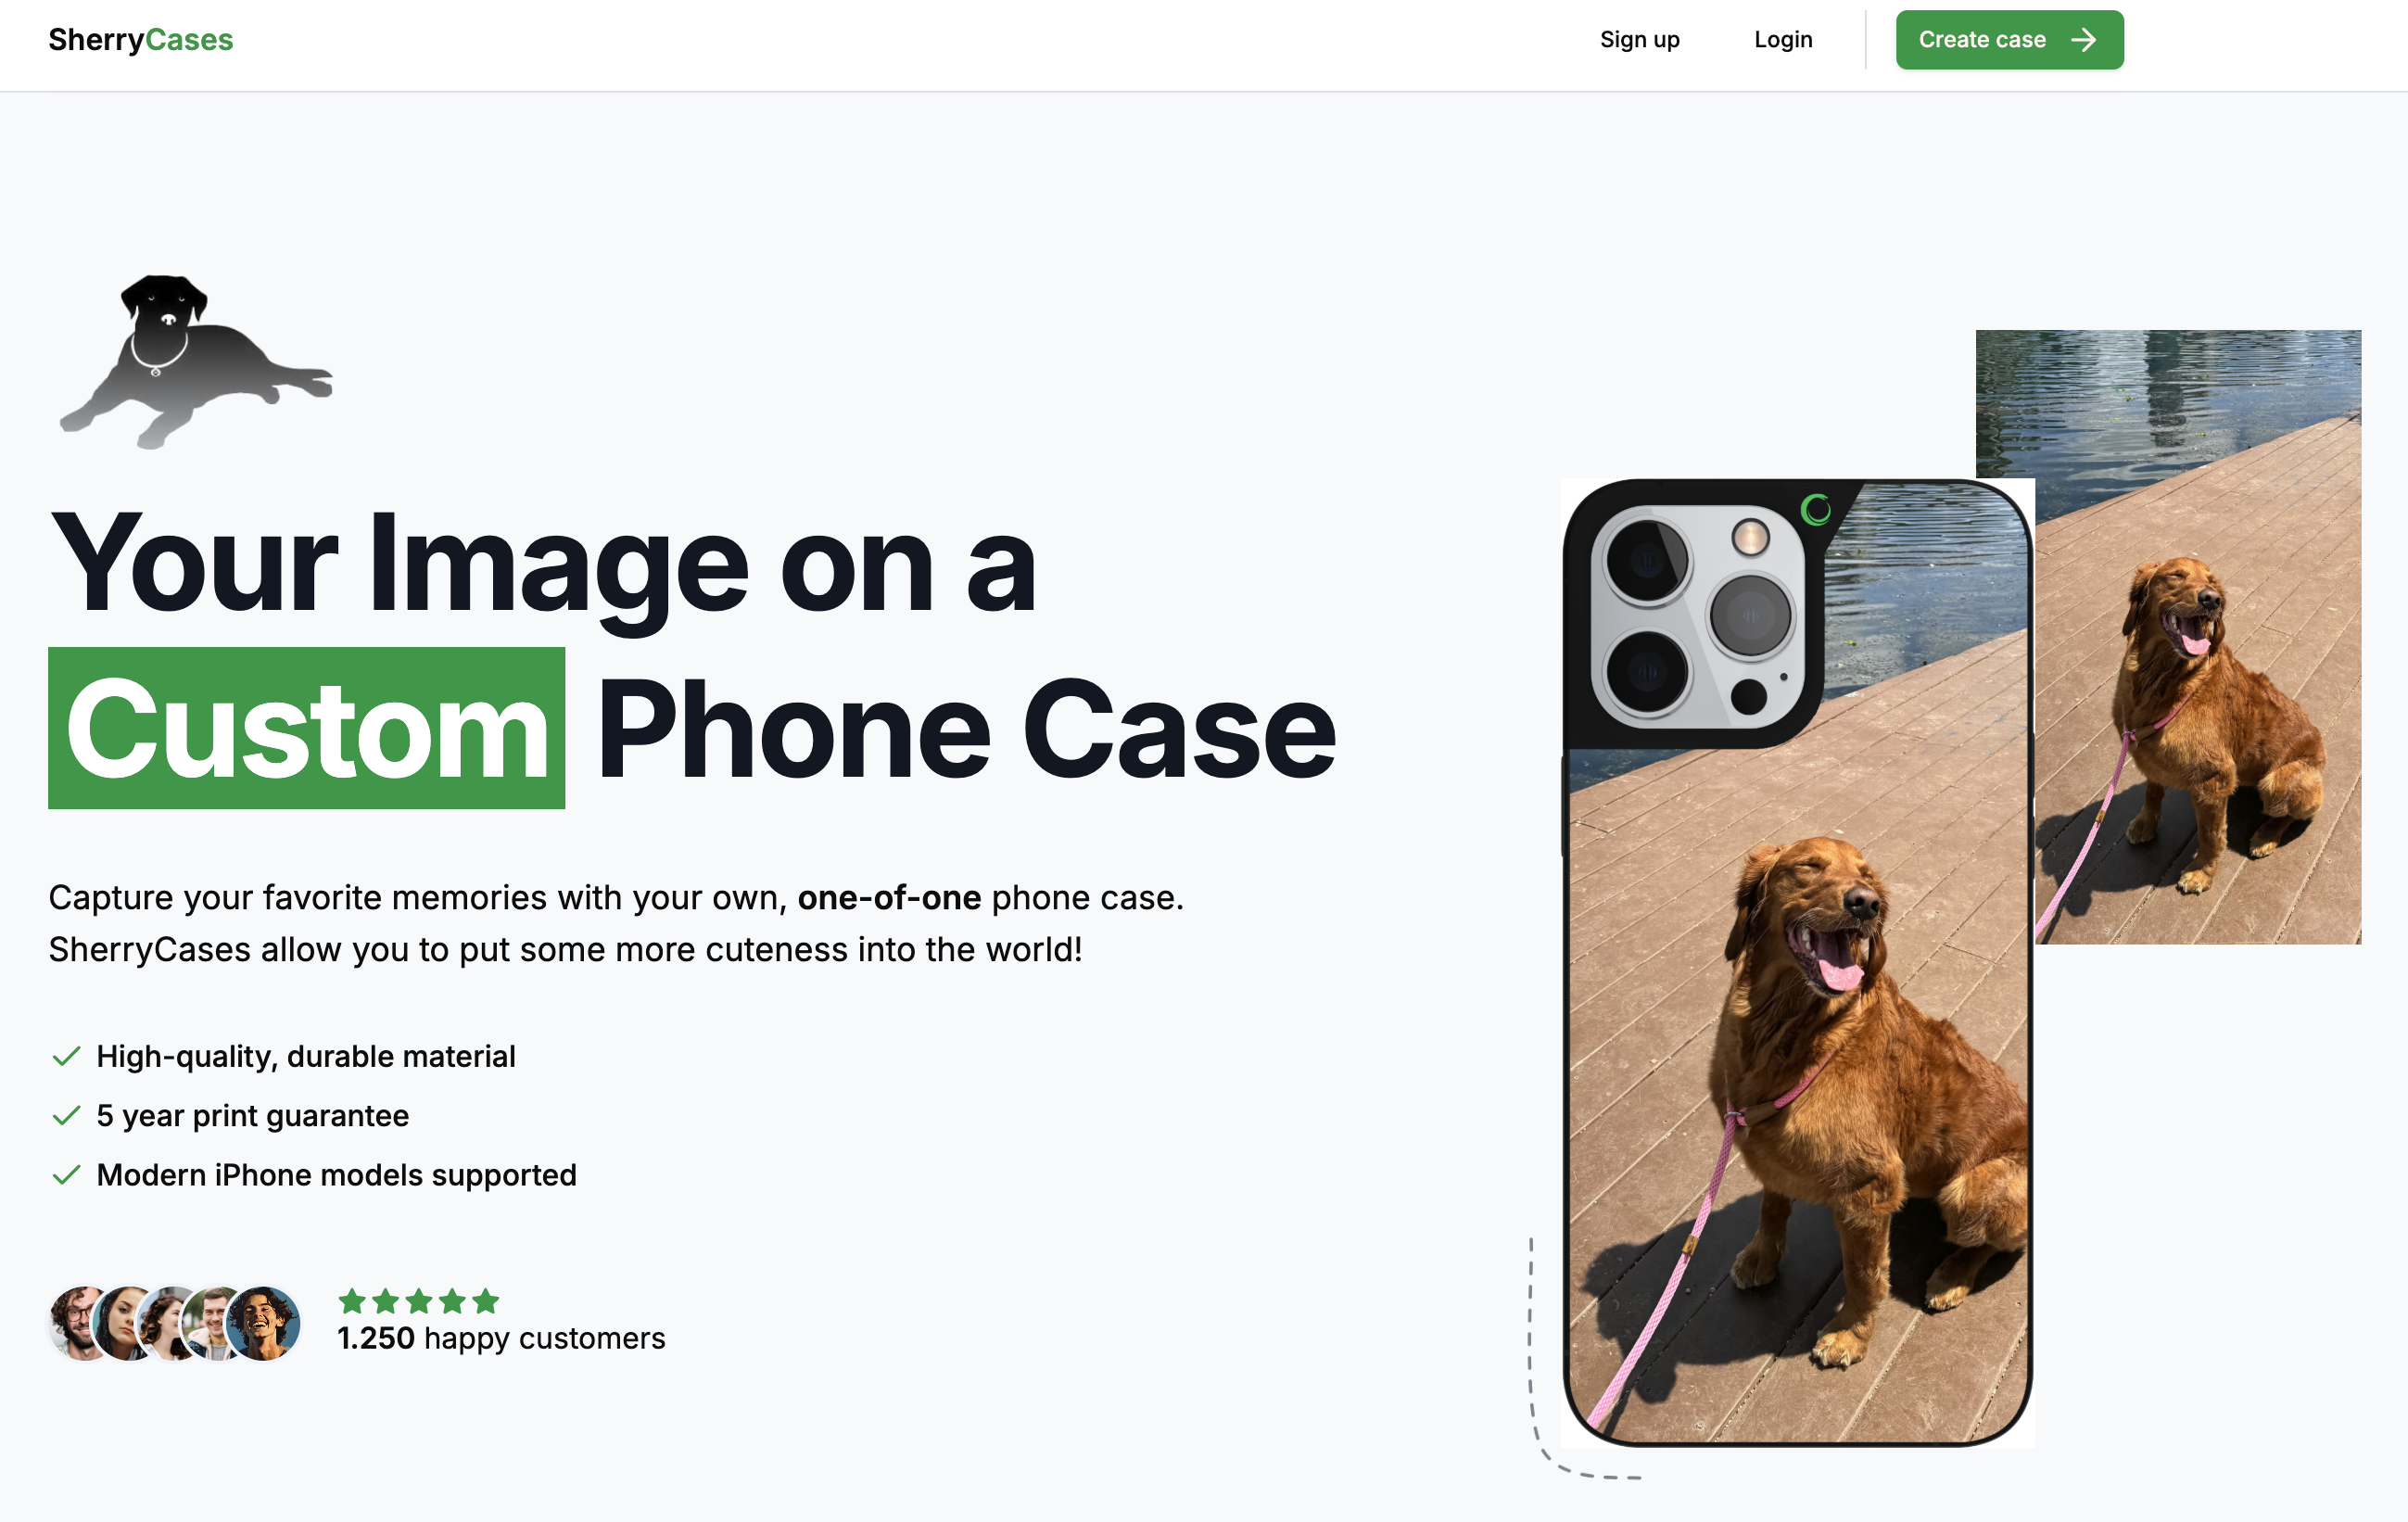 SherryCases
Sign up
Login
Create case
Your Image on a
Custom Phone Case
Capture your favorite memories with your own, one-of-one phone case.
SherryCases allow you to put some more cuteness into the world!
High-quality, durable material
5 year print guarantee
Modern iPhone models supported
1.250 happy customers